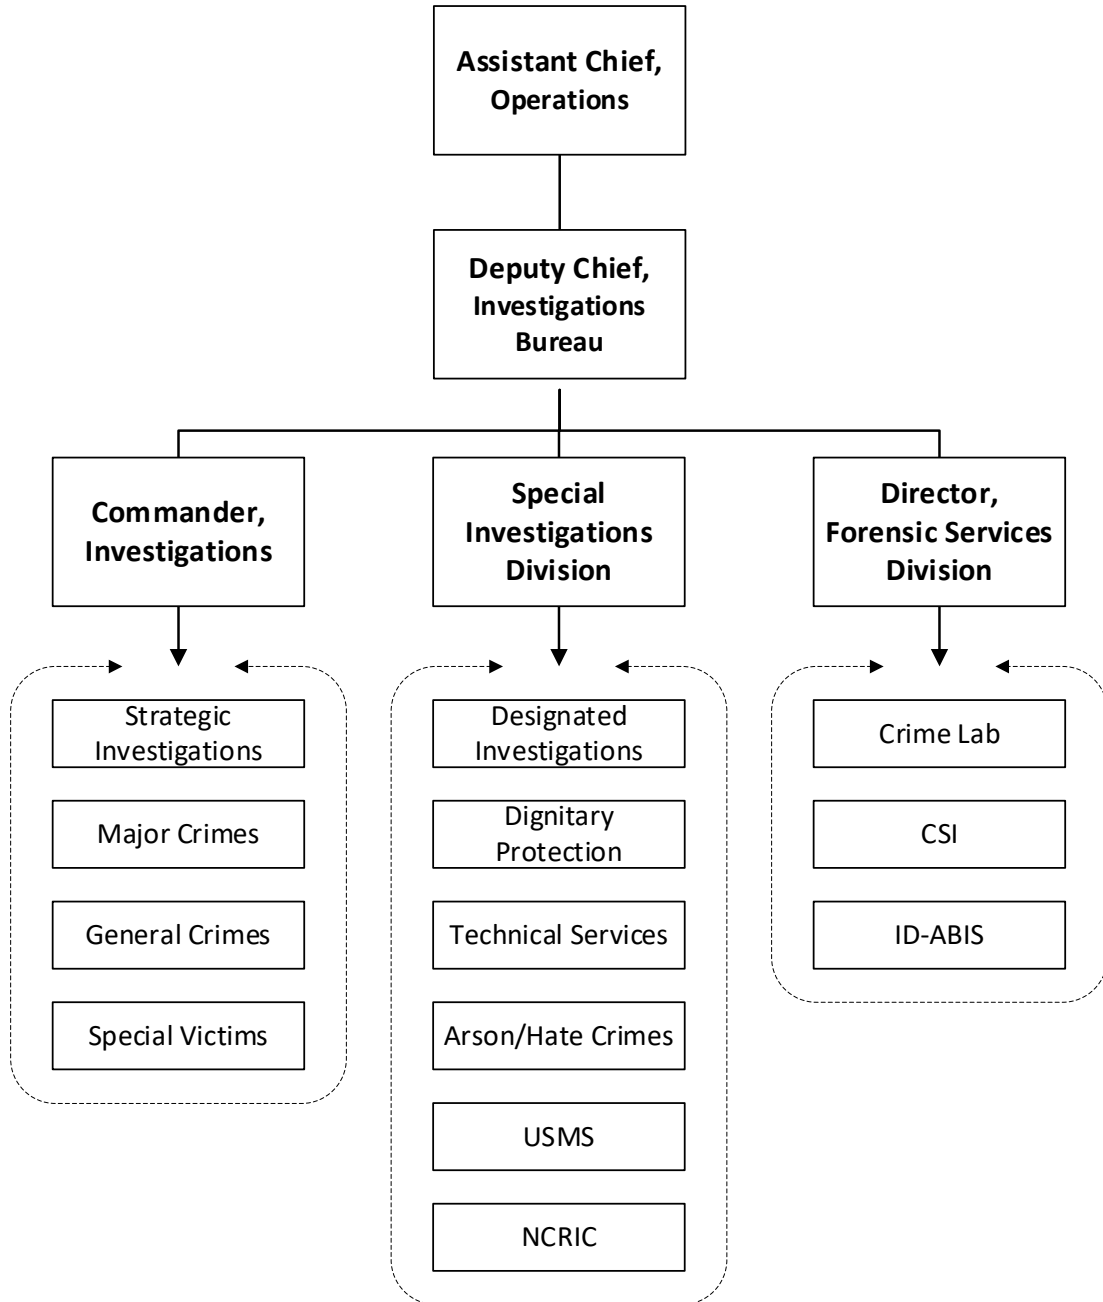 Assistant Chief,
Operations
Deputy Chief,
Investigations
Bureau
Commander,
Investigations
Special
Investigations
Division
Director,
Forensic Services
Division
Strategic
Investigations
Major Crimes
General Crimes
Special Victims
Designated
Investigations
Dignitary
Protection
Technical Services
Arson/Hate Crimes
USMS
NCRIC
Crime Lab
CSI
ID-ABIS